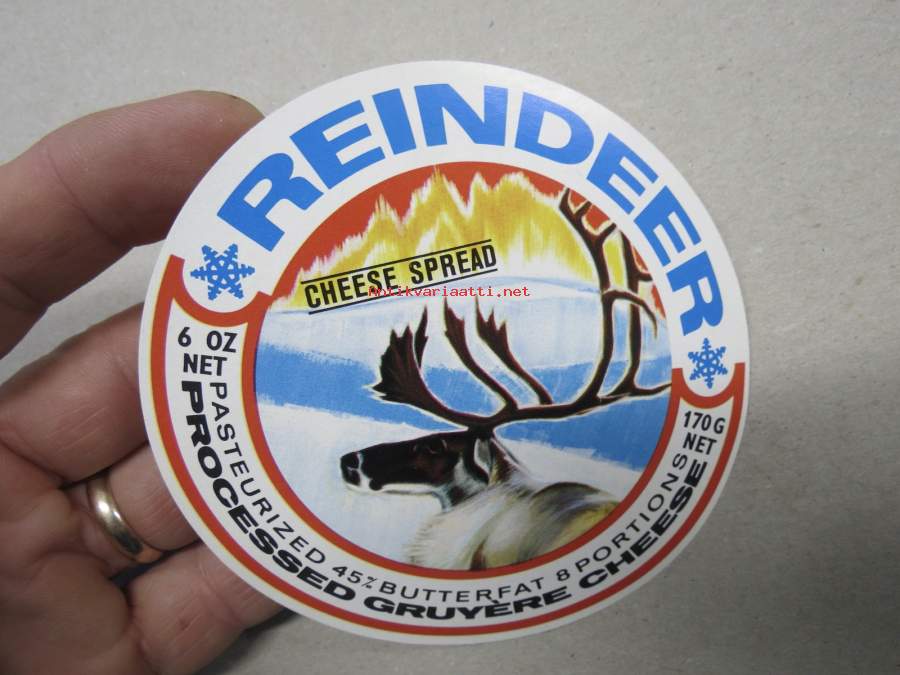 REINDEER
CHEESE SPREAD
Antikvariaatti.net
6 OZ
NET
170 G
NET
PASTEURIZED 45% BUTTERFAT 8 PORTIONS
PROCESSED GRUYÈRE CHEESE